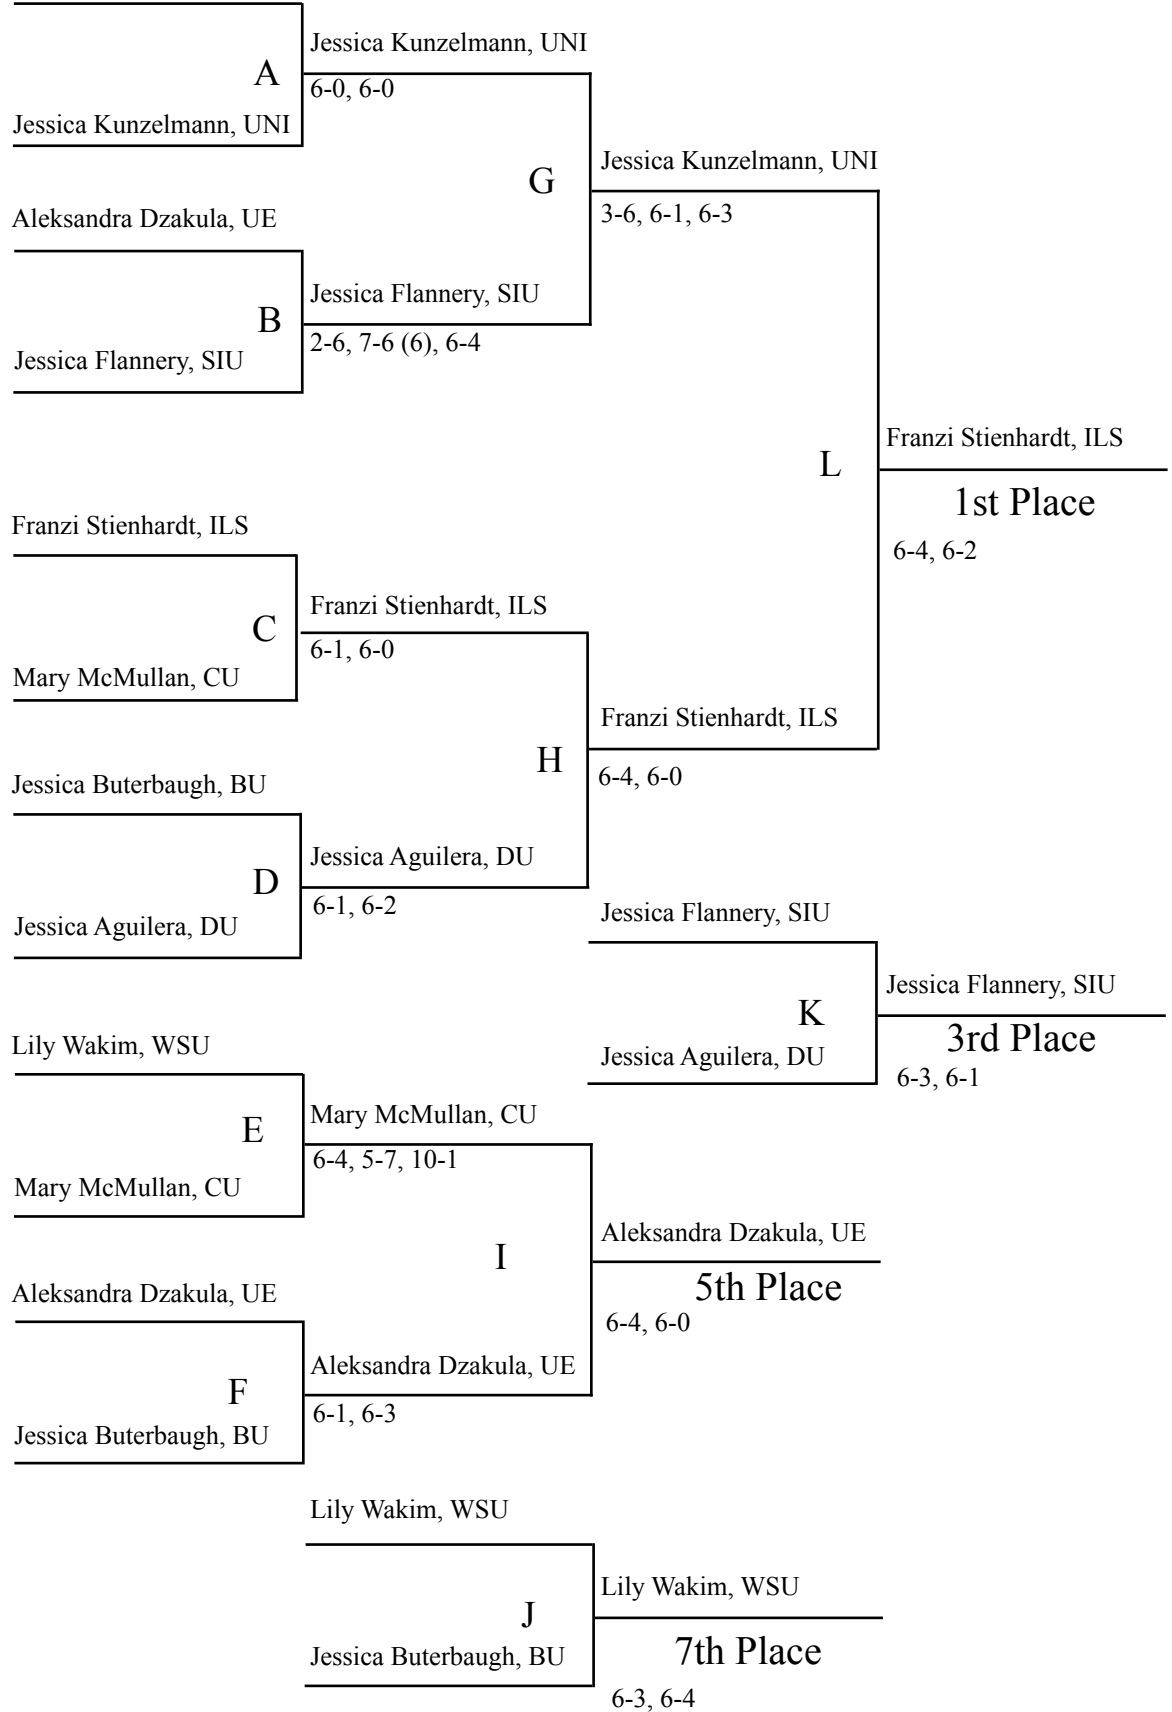 Jessica Kunzelmann, UNI
A
6-0, 6-0
Jessica Kunzelmann, UNI
Jessica Kunzelmann, UNI
G
3-6, 6-1, 6-3
Aleksandra Dzakula, UE
Jessica Flannery, SIU
B
2-6, 7-6 (6), 6-4
Jessica Flannery, SIU
Franzi Stienhardt, ILS
L
1st Place
6-4, 6-2
Franzi Stienhardt, ILS
Franzi Stienhardt, ILS
C
6-1, 6-0
Mary McMullan, CU
Franzi Stienhardt, ILS
H
6-4, 6-0
Jessica Buterbaugh, BU
Jessica Aguilera, DU
D
6-1, 6-2
Jessica Aguilera, DU
Jessica Flannery, SIU
Jessica Flannery, SIU
K
3rd Place
Jessica Aguilera, DU
6-3, 6-1
Lily Wakim, WSU
Mary McMullan, CU
E
6-4, 5-7, 10-1
Mary McMullan, CU
Aleksandra Dzakula, UE
I
5th Place
6-4, 6-0
Aleksandra Dzakula, UE
Aleksandra Dzakula, UE
F
6-1, 6-3
Jessica Buterbaugh, BU
Lily Wakim, WSU
Lily Wakim, WSU
J
7th Place
Jessica Buterbaugh, BU
6-3, 6-4